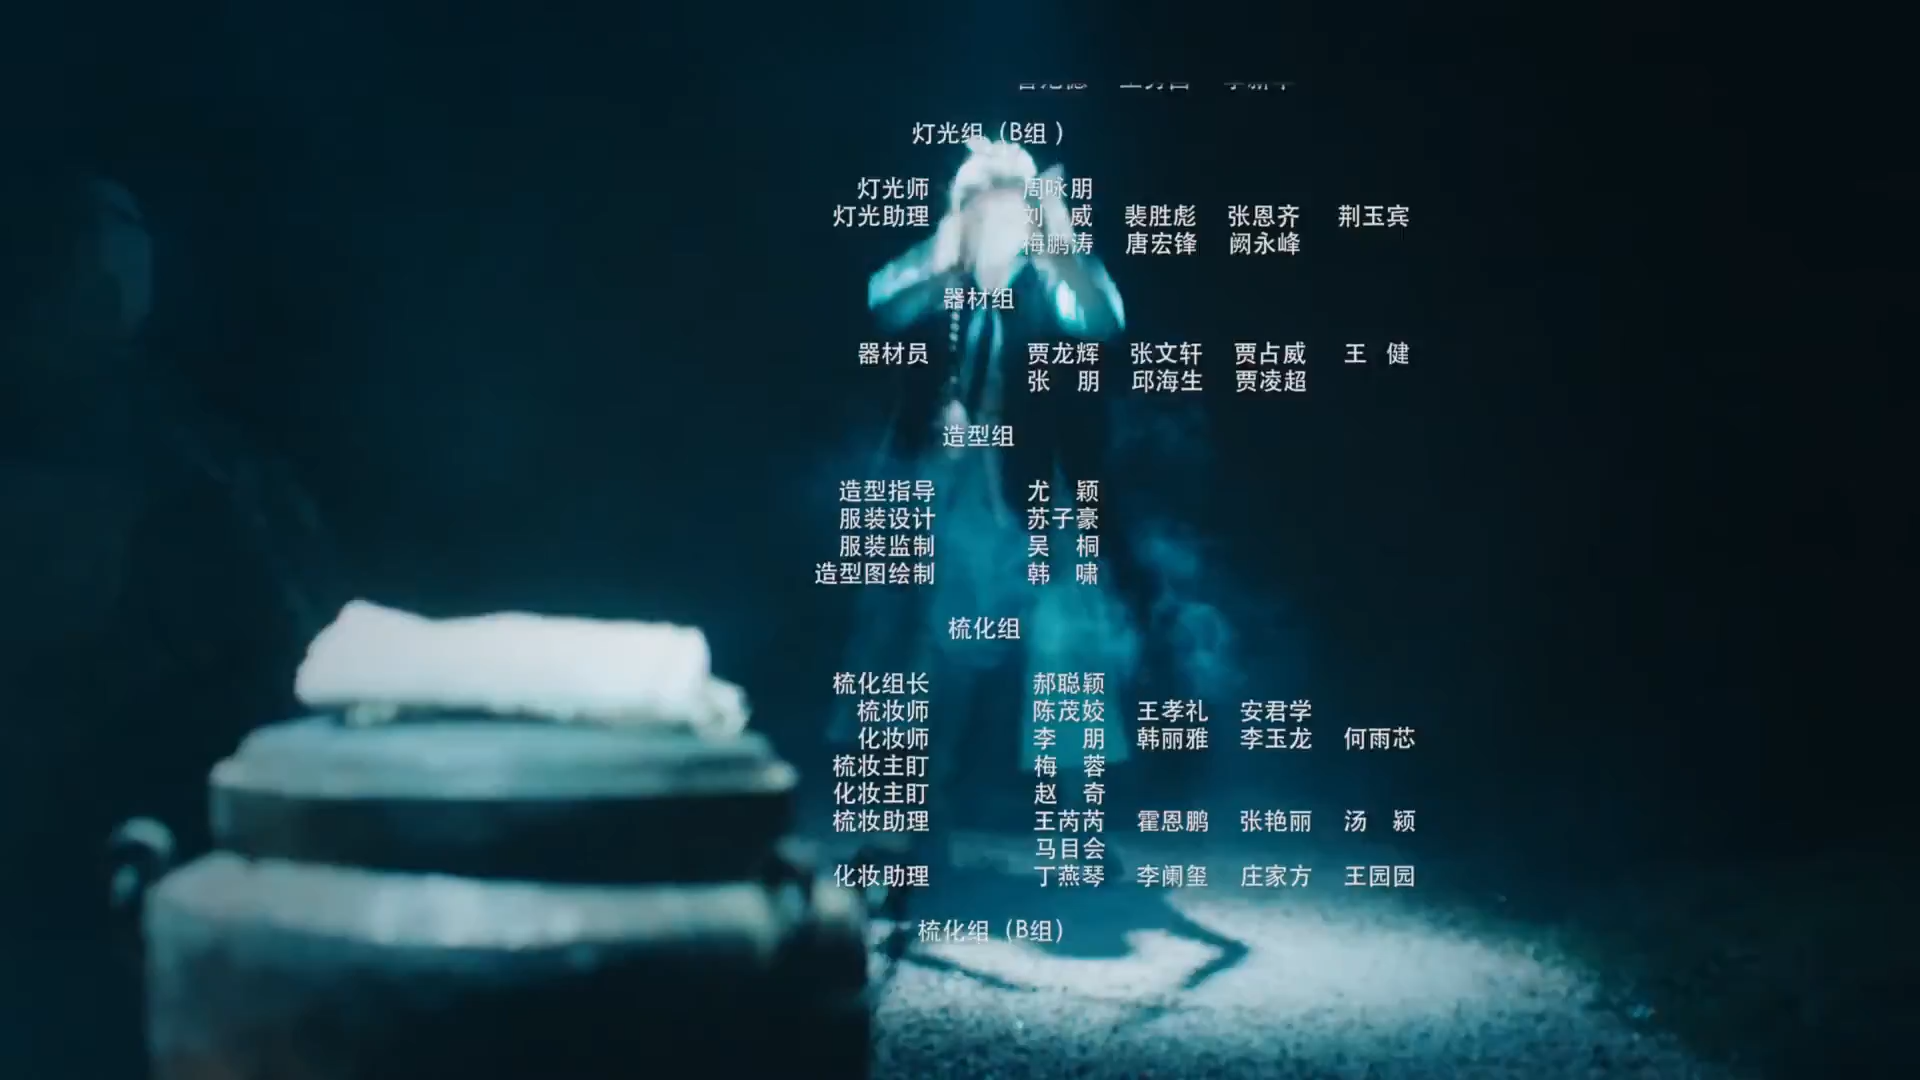 灯光组（B组）
灯光师 周咏朋
灯光助理 刘 威 裴胜彪 张恩齐 荆玉宾
梅鹏涛 唐宏锋 阙永峰
器材组
器材员 贾龙辉 张文轩 贾占威 王 健
张 朋 邱海生 贾凌超
造型组
造型指导 尤 颖
服装设计 苏子豪
服装监制 吴 桐
造型图绘制 韩 啸
梳化组
梳化组长 郝聪颖
梳妆师 陈茂姣 王孝礼 安君学
化妆师 李 朋 韩丽雅 李玉龙 何雨芯
梳妆主盯 梅 蓉
化妆主盯 赵 奇
梳妆助理 王芮芮 霍恩鹏 张艳丽 汤 颍
马目会
化妆助理 丁燕琴 李阑玺 庄家方 王园园
梳化组（B组）